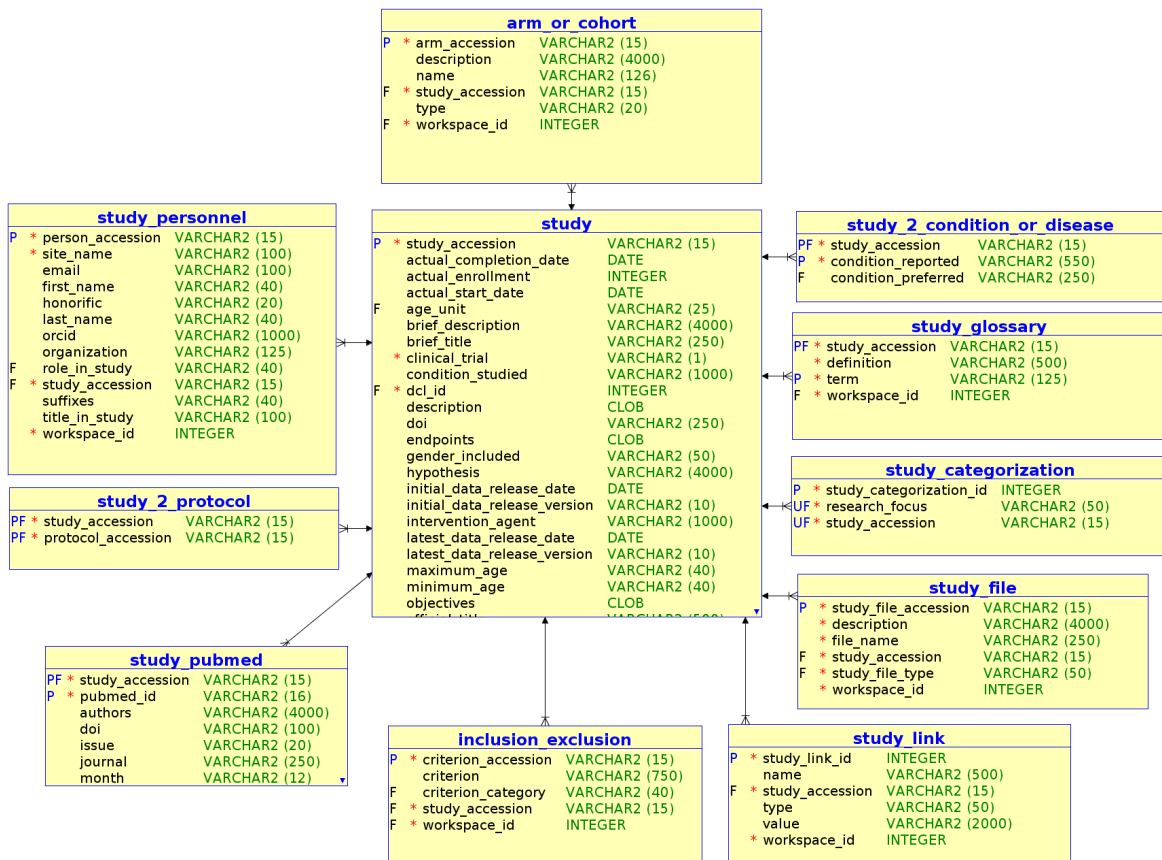 arm_or_cohort
P * arm_accession VARCHAR2 (15)
description VARCHAR2 (4000)
name VARCHAR2 (126)
F * study_accession VARCHAR2 (15)
type VARCHAR2 (20)
F * workspace_id INTEGER
study_personnel
P * person_accession VARCHAR2 (15)
* site_name VARCHAR2 (100)
email VARCHAR2 (100)
first_name VARCHAR2 (40)
honorific VARCHAR2 (20)
last_name VARCHAR2 (40)
orcid VARCHAR2 (1000)
organization VARCHAR2 (125)
F role_in_study VARCHAR2 (40)
F * study_accession VARCHAR2 (15)
suffixes VARCHAR2 (40)
title_in_study VARCHAR2 (100)
* workspace_id INTEGER
study
P * study_accession VARCHAR2 (15)
actual_completion_date DATE
actual_enrollment INTEGER
actual_start_date DATE
F age_unit VARCHAR2 (25)
brief_description VARCHAR2 (4000)
brief_title VARCHAR2 (250)
* clinical_trial VARCHAR2 (1)
condition_studied VARCHAR2 (1000)
F * dcl_id INTEGER
description CLOB
doi VARCHAR2 (250)
endpoints CLOB
gender_included VARCHAR2 (50)
hypothesis VARCHAR2 (4000)
initial_data_release_date DATE
initial_data_release_version VARCHAR2 (10)
intervention_agent VARCHAR2 (1000)
latest_data_release_date DATE
latest_data_release_version VARCHAR2 (10)
maximum_age VARCHAR2 (40)
minimum_age VARCHAR2 (40)
objectives CLOB
study_2_condition_or_disease
PF * study_accession VARCHAR2 (15)
P * condition_reported VARCHAR2 (550)
F condition_preferred VARCHAR2 (250)
study_glossary
PF * study_accession VARCHAR2 (15)
* definition VARCHAR2 (500)
P * term VARCHAR2 (125)
F * workspace_id INTEGER
study_categorization
P * study_categorization_id INTEGER
UF * research_focus VARCHAR2 (50)
UF * study_accession VARCHAR2 (15)
study_2_protocol
PF * study_accession VARCHAR2 (15)
PF * protocol_accession VARCHAR2 (15)
study_file
P * study_file_accession VARCHAR2 (15)
* description VARCHAR2 (4000)
* file_name VARCHAR2 (250)
F * study_accession VARCHAR2 (15)
F * study_file_type VARCHAR2 (50)
* workspace_id INTEGER
study_pubmed
PF * study_accession VARCHAR2 (15)
P * pubmed_id VARCHAR2 (16)
authors VARCHAR2 (4000)
doi VARCHAR2 (100)
issue VARCHAR2 (20)
journal VARCHAR2 (250)
month VARCHAR2 (12)
inclusion_exclusion
P * criterion_accession VARCHAR2 (15)
criterion VARCHAR2 (750)
F criterion_category VARCHAR2 (40)
F * study_accession VARCHAR2 (15)
F * workspace_id INTEGER
study_link
P * study_link_id INTEGER
name VARCHAR2 (500)
F * study_accession VARCHAR2 (15)
type VARCHAR2 (50)
value VARCHAR2 (2000)
* workspace_id INTEGER